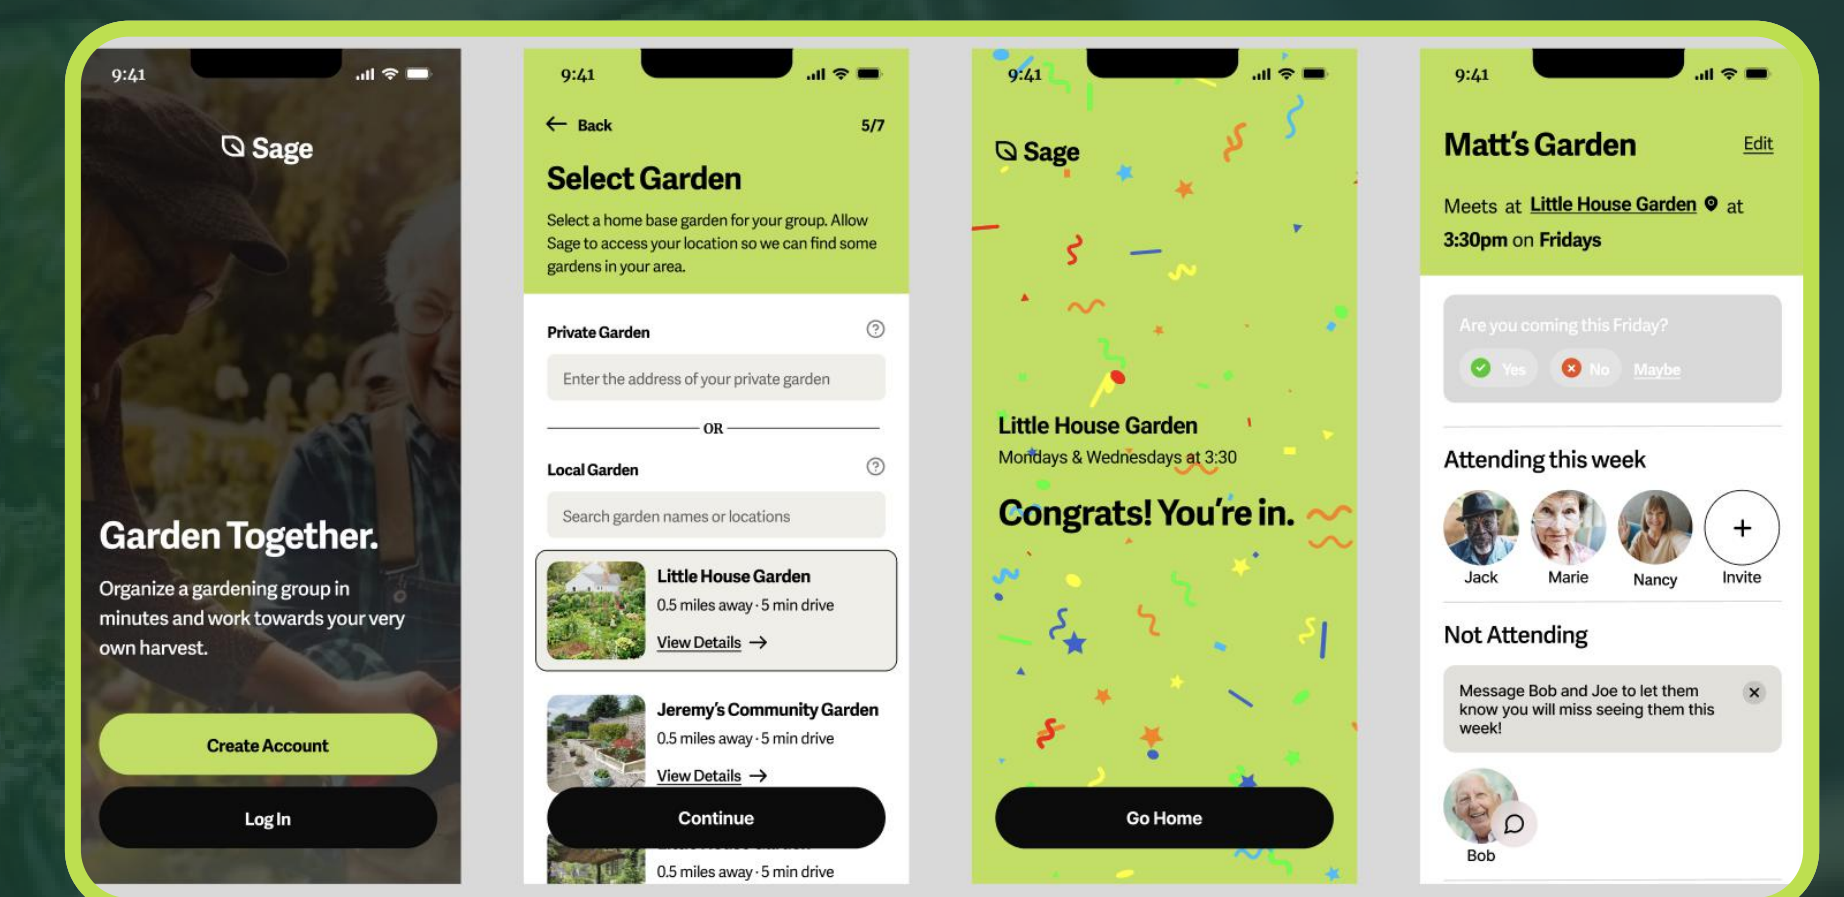 9:41
Sage
Garden Together.
Organize a gardening group in
minutes and work towards your very
own harvest.
Create Account
Log In
9:41
Back
5/7
Select Garden
Select a home base garden for your group. Allow
Sage to access your location so we can find some
gardens in your area.
Private Garden
Enter the address of your private garden
OR
Local Garden
Search garden names or locations
Little House Garden
0.5 miles away · 5 min drive
View Details
Jeremy's Community Garden
0.5 miles away · 5 min drive
View Details
Continue
0.5 miles away · 5 min drive
9:41
Sage
Little House Garden
Mondays & Wednesdays at 3:30
Congrats! You're in.
Go Home
9:41
Matt's Garden
Edit
Meets at Little House Garden at
3:30pm on Fridays
Are you coming this Friday?
Yes
No
Maybe
Attending this week
Jack
Marie
Nancy
Invite
Not Attending
Message Bob and Joe to let them
know you will miss seeing them this
week!
Bob